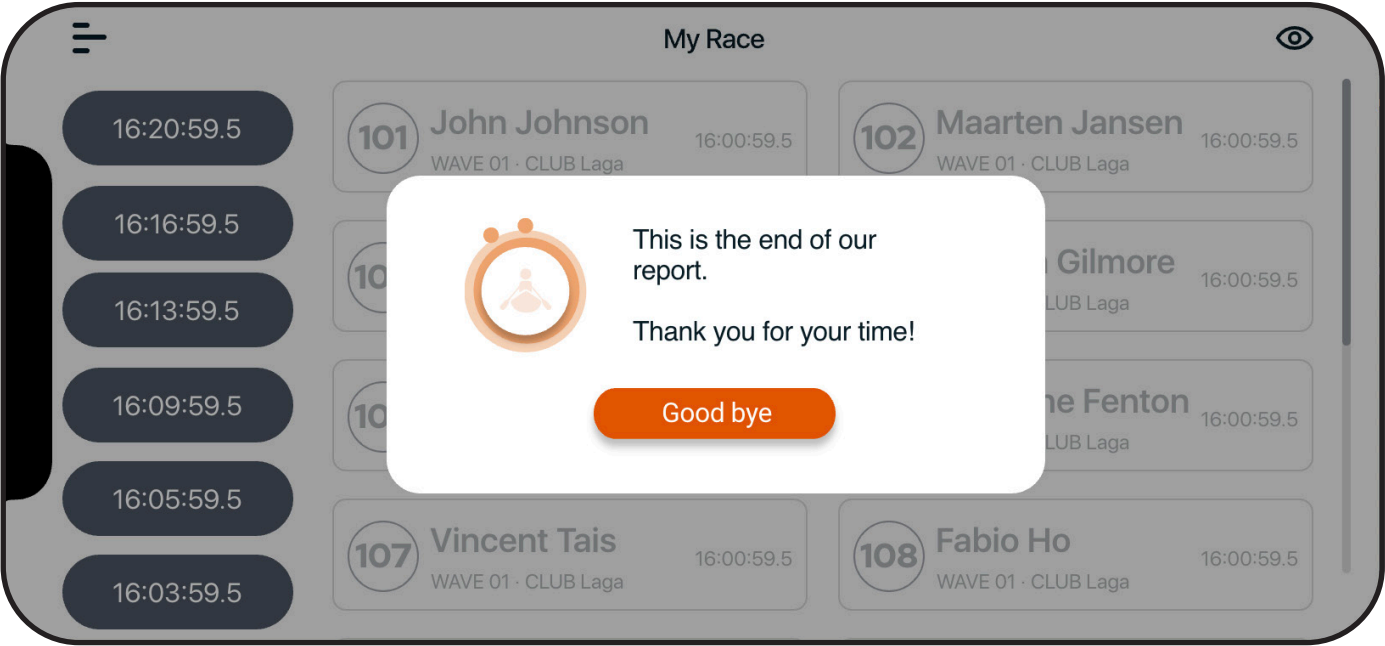 My Race
16:20:59.5
16:16:59.5
16:13:59.5
16:09:59.5
16:05:59.5
16:03:59.5
101
John Johnson
WAVE 01 · CLUB Laga
16:00:59.5
102
Maarten Jansen
WAVE 01 · CLUB Laga
16:00:59.5
Gilmore
Laga
16:00:59.5
Fenton
Laga
16:00:59.5
This is the end of our
report.
Thank you for your time!
Good bye
107
Vincent Tais
WAVE 01 · CLUB Laga
16:00:59.5
108
Fabio Ho
WAVE 01 · CLUB Laga
16:00:59.5